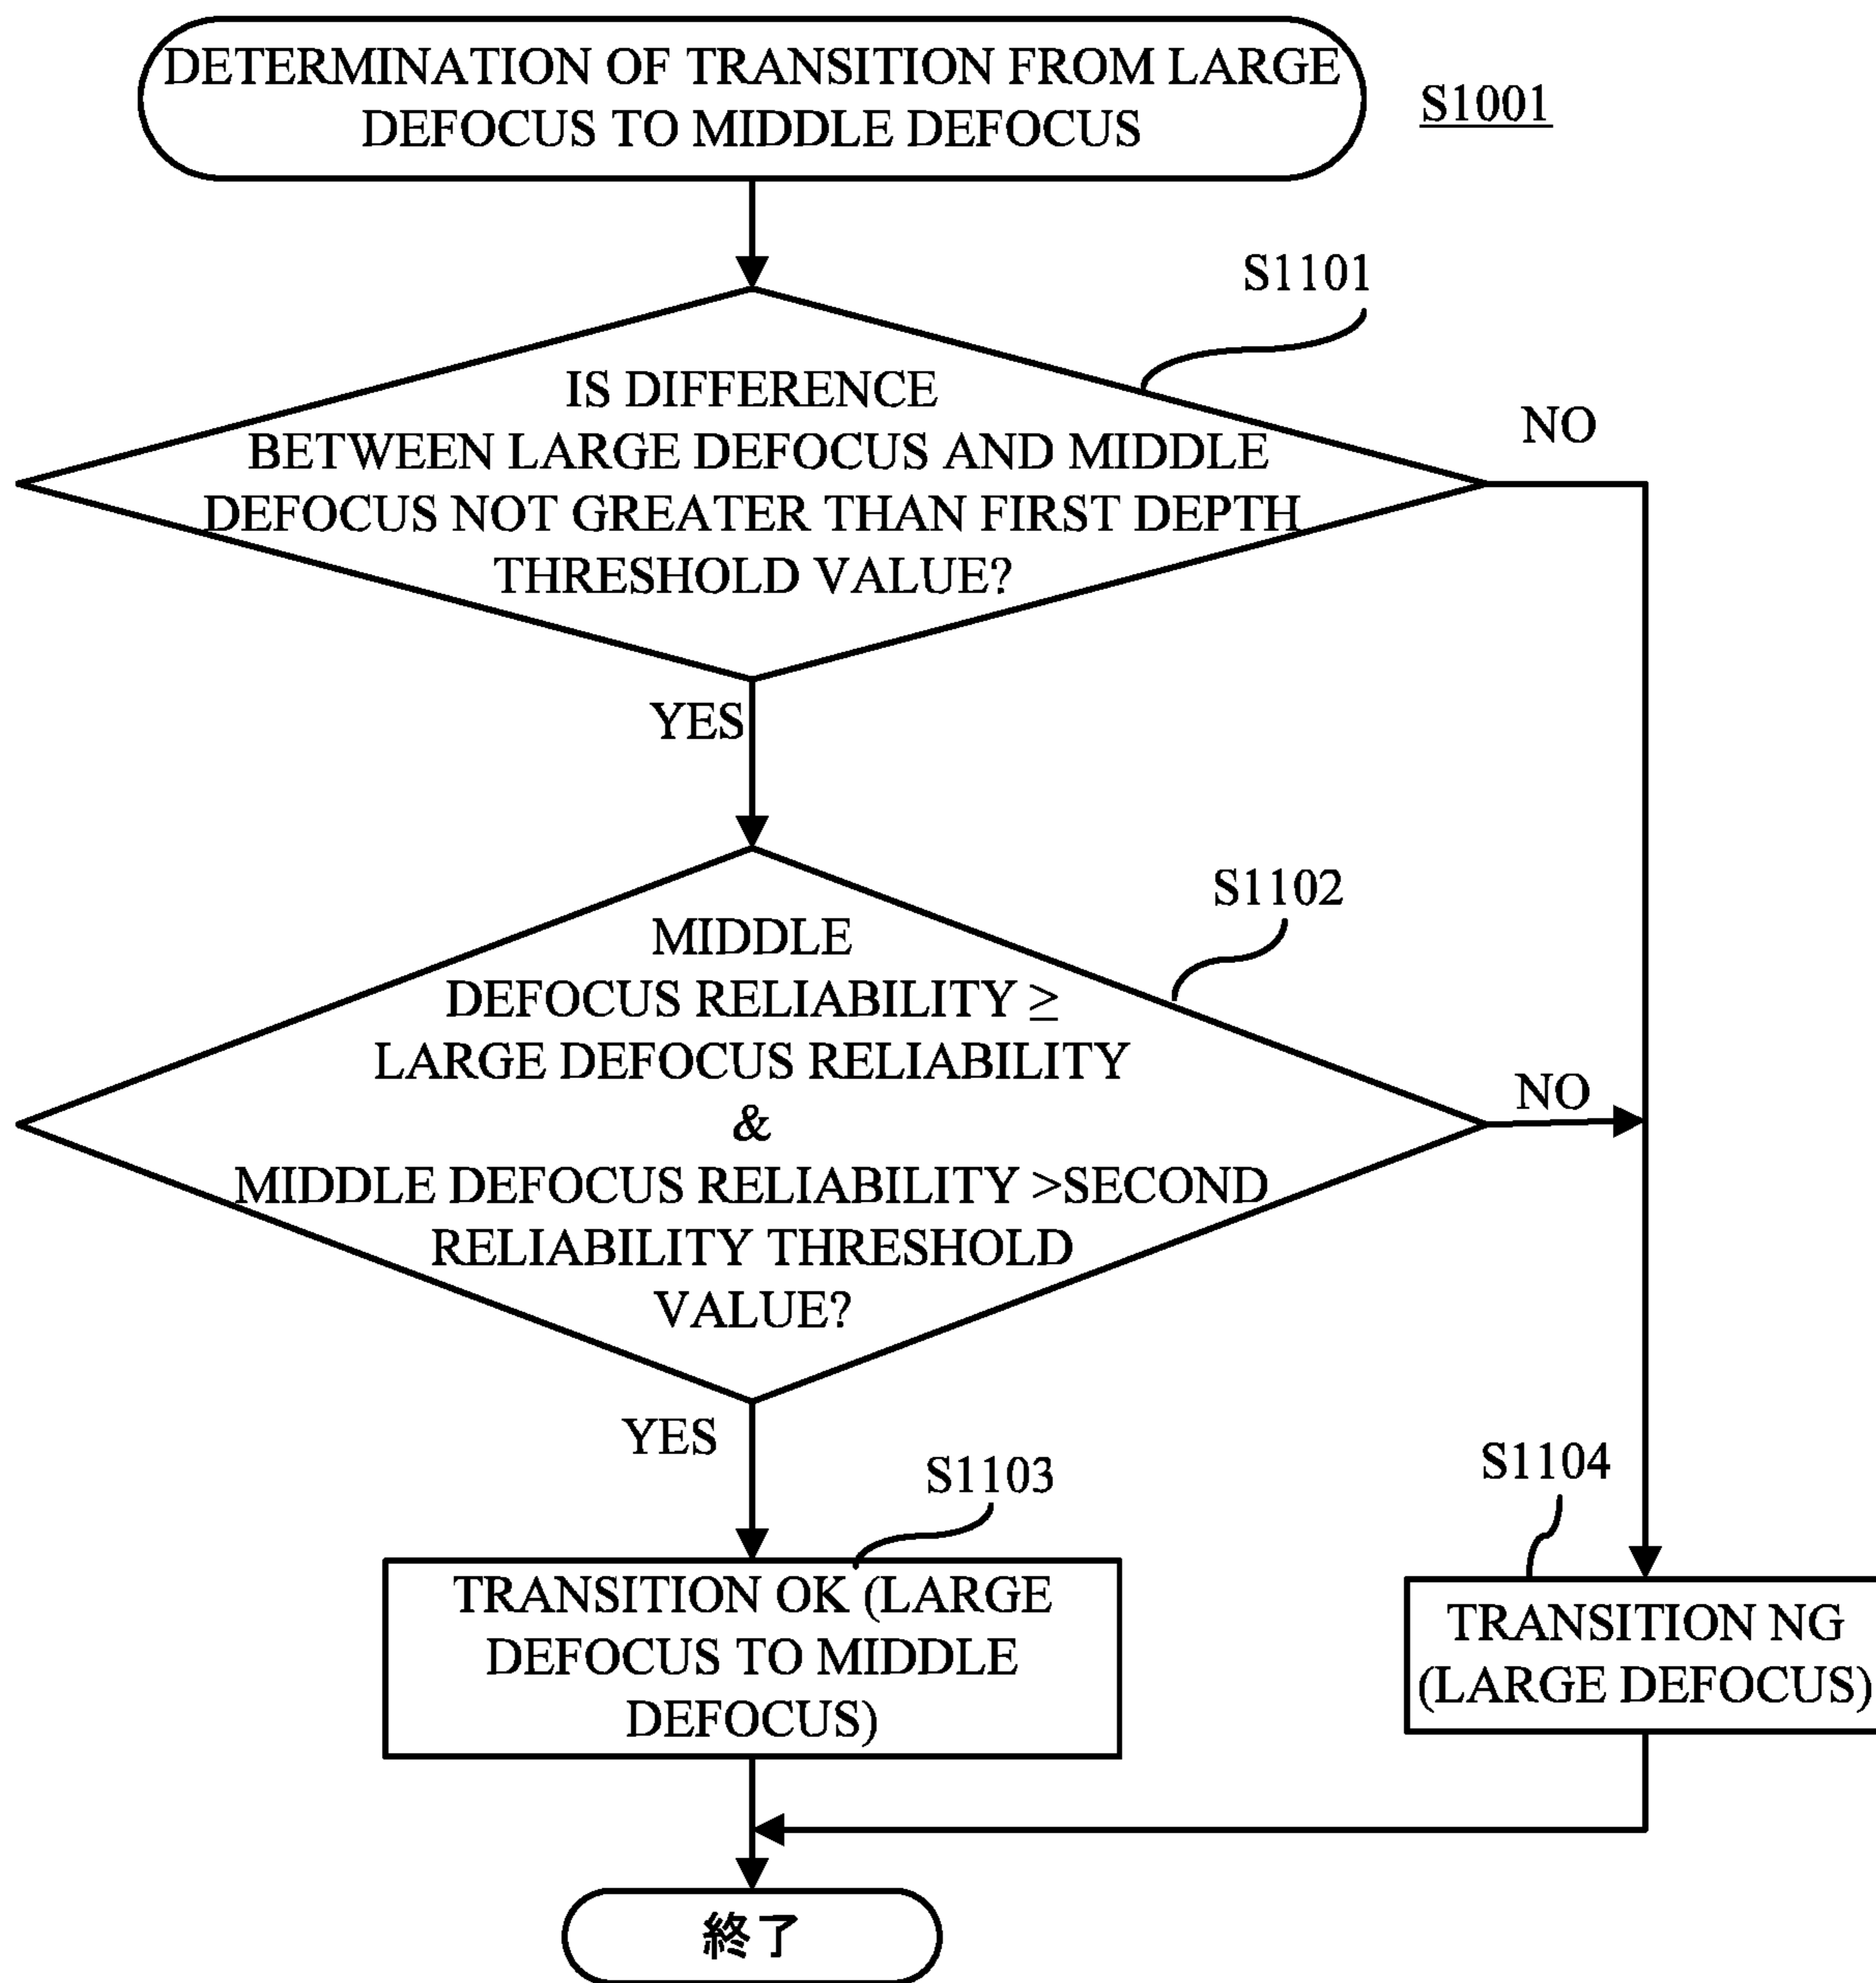 DETERMINATION OF TRANSITION FROM LARGE
DEFOCUS TO MIDDLE DEFOCUS
S1001
S1101
IS DIFFERENCE
BETWEEN LARGE DEFOCUS AND MIDDLE
DEFOCUS NOT GREATER THAN FIRST DEPTH
THRESHOLD VALUE?
NO
YES
S1102
MIDDLE
DEFOCUS RELIABILITY ≥
LARGE DEFOCUS RELIABILITY
&
MIDDLE DEFOCUS RELIABILITY >SECOND
RELIABILITY THRESHOLD
VALUE?
NO
YES
S1103
TRANSITION OK (LARGE
DEFOCUS TO MIDDLE
DEFOCUS)
S1104
TRANSITION NG
(LARGE DEFOCUS)
終了